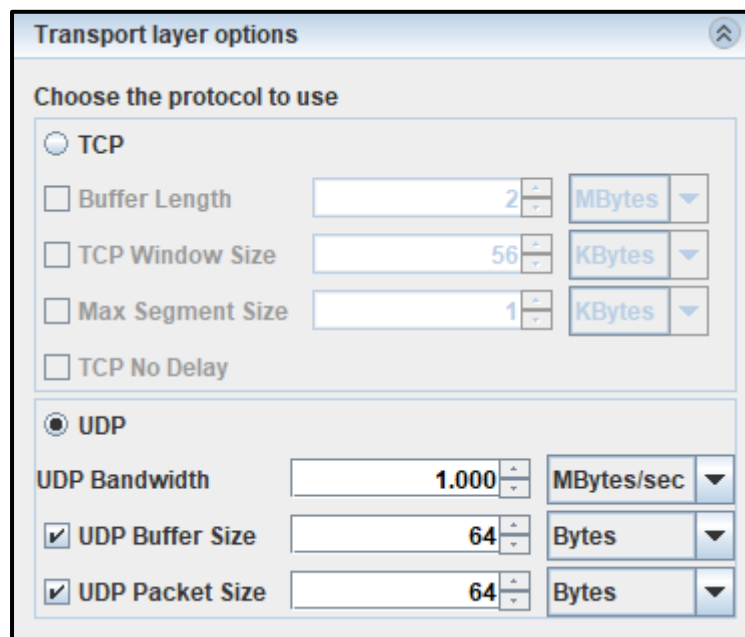 Transport layer options
Choose the protocol to use
TCP
Buffer Length 2 MBytes
TCP Window Size 56 KBytes
Max Segment Size 1 KBytes
TCP No Delay
UDP
UDP Bandwidth 1.000 MBytes/sec
UDP Buffer Size 64 Bytes
UDP Packet Size 64 Bytes